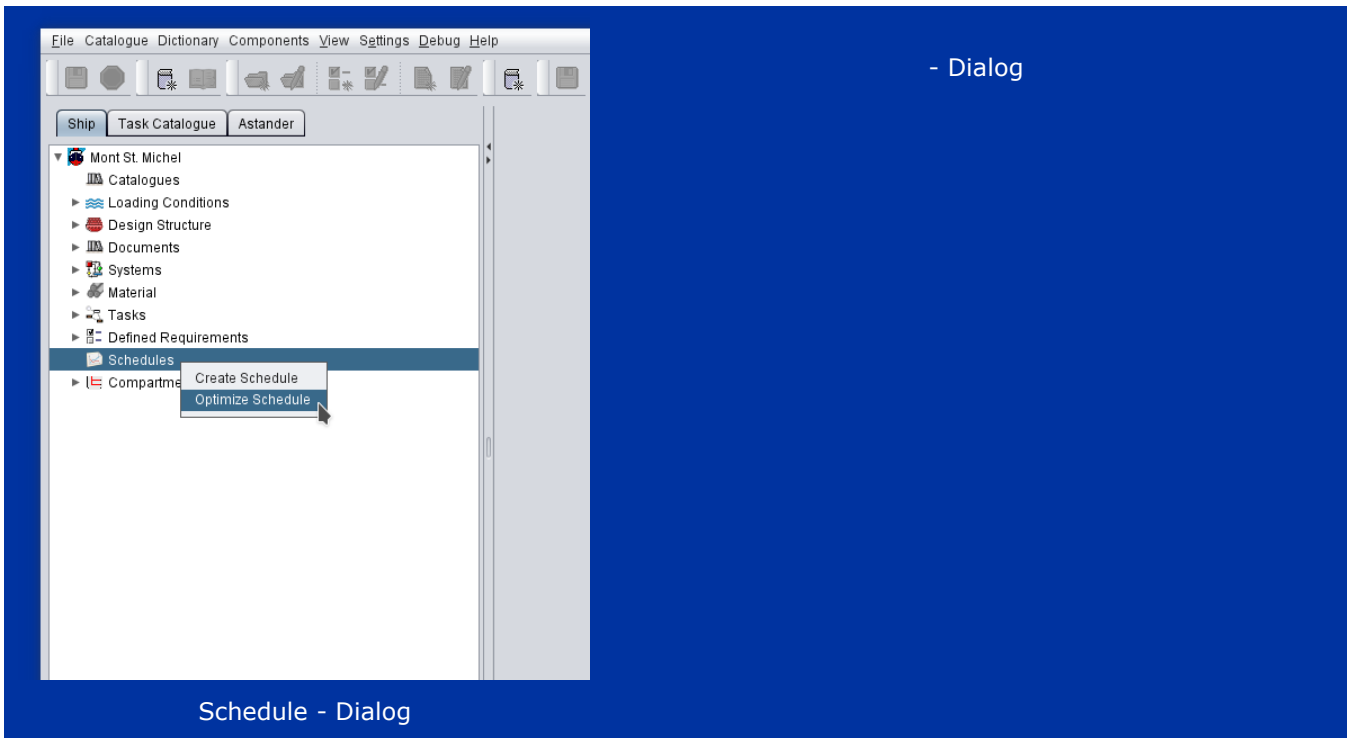 File Catalogue Dictionary Components View Settings Debug Help
- Dialog
Ship Task Catalogue Astander
Mont St. Michel
Catalogues
Loading Conditions
Design Structure
Documents
Systems
Material
Tasks
Defined Requirements
Schedules
Create Schedule
Compartme
Optimize Schedule
Schedule - Dialog